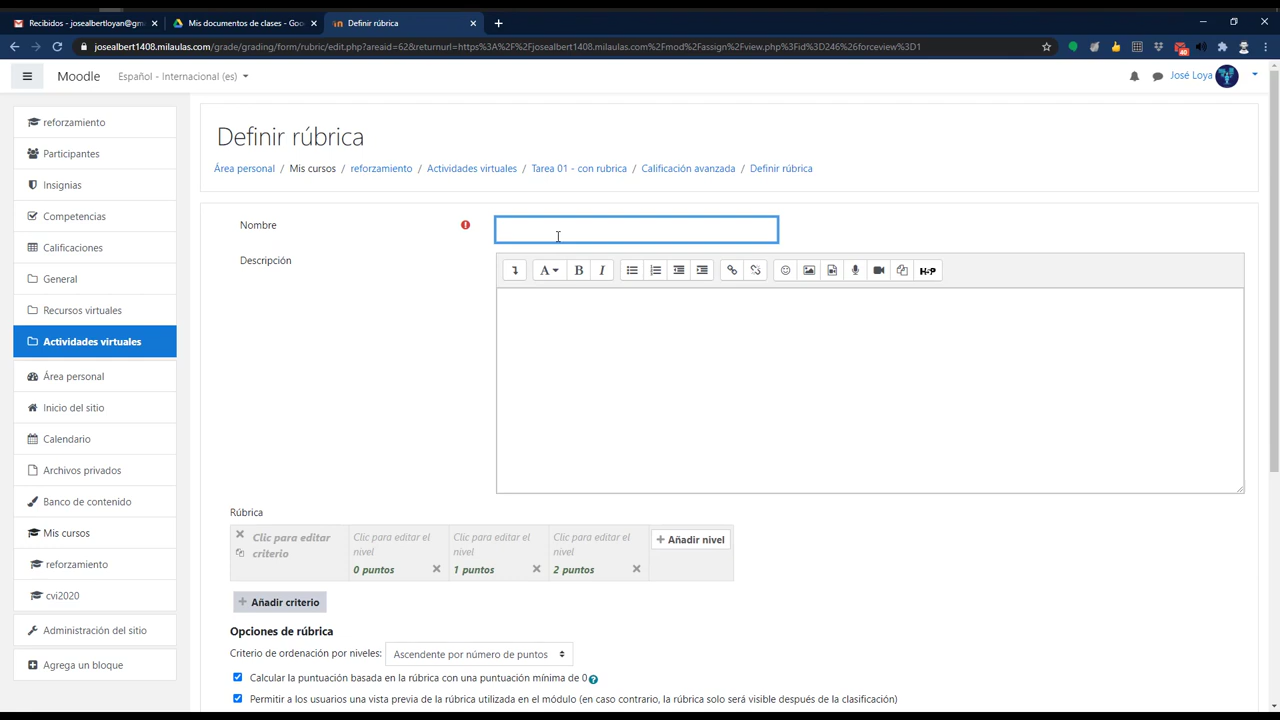 Recibidos - josealbertloyan@gm
Mis documentos de clases - Goo
Definir rúbrica
josealbert1408.milaulas.com/grade/grading/form/rubric/edit.php?areaid=62&returnurl=https%3A%2F%2Fjosealbert1408.milaulas.com%2Fmod%2Fassign%2Fview.php%3Fid%3D246%26forceview%3D1
40
Moodle
Español - Internacional (es)
José Loya
reforzamiento
Participantes
Insignias
Competencias
Calificaciones
General
Recursos virtuales
Actividades virtuales
Área personal
Inicio del sitio
Calendario
Archivos privados
Banco de contenido
Mis cursos
reforzamiento
cvi2020
Administración del sitio
Agrega un bloque
Definir rúbrica
Área personal / Mis cursos / reforzamiento / Actividades virtuales / Tarea 01 - con rubrica / Calificación avanzada / Definir rúbrica
Nombre
Descripción
A B I
H-P
Rúbrica
Clic para editar
criterio
Clic para editar el
nivel
0 puntos
Clic para editar el
nivel
1 puntos
Clic para editar el
nivel
2 puntos
+ Añadir nivel
+ Añadir criterio
Opciones de rúbrica
Criterio de ordenación por niveles: Ascendente por número de puntos
Calcular la puntuación basada en la rúbrica con una puntuación mínima de 0
Permitir a los usuarios una vista previa de la rúbrica utilizada en el módulo (en caso contrario, la rúbrica solo será visible después de la clasificación)